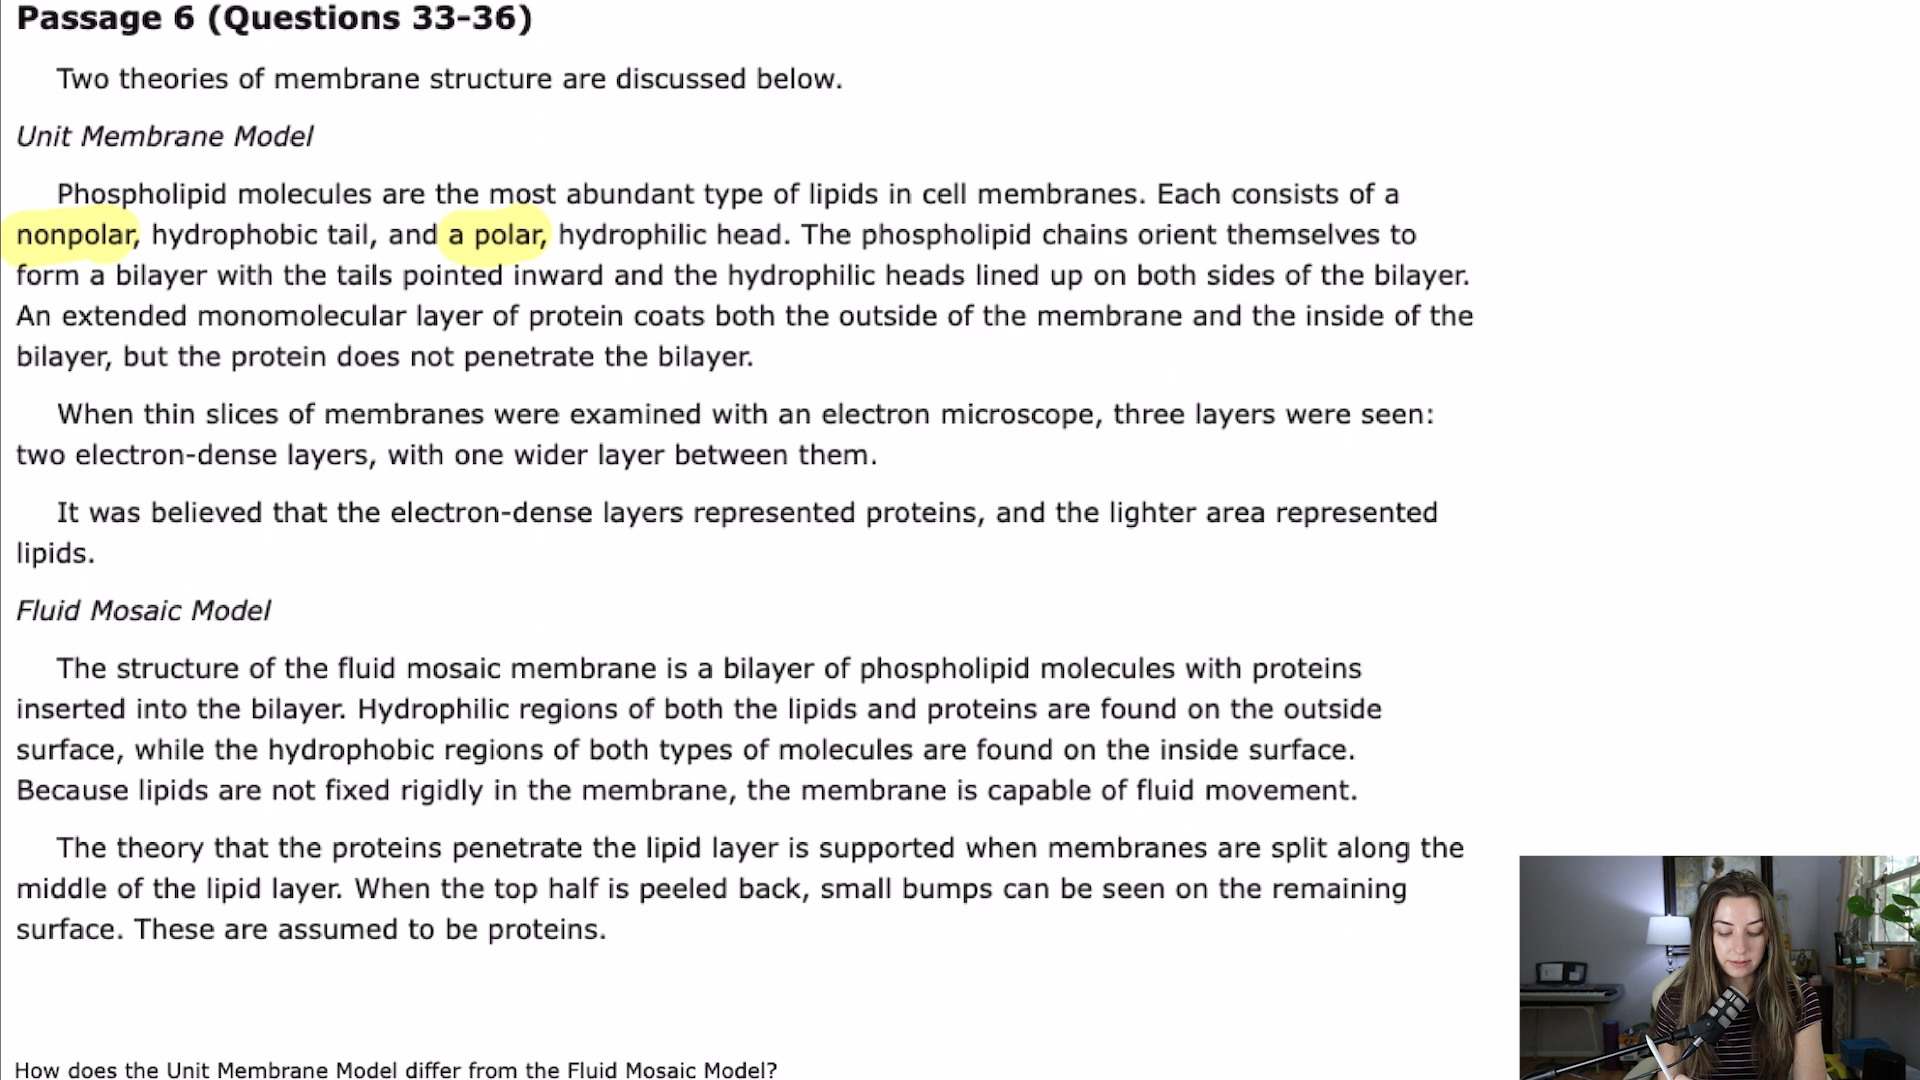 Passage 6 (Questions 33-36)
Two theories of membrane structure are discussed below.
Unit Membrane Model
Phospholipid molecules are the most abundant type of lipids in cell membranes. Each consists of a
nonpolar, hydrophobic tail, and a polar, hydrophilic head. The phospholipid chains orient themselves to
form a bilayer with the tails pointed inward and the hydrophilic heads lined up on both sides of the bilayer.
An extended monomolecular layer of protein coats both the outside of the membrane and the inside of the
bilayer, but the protein does not penetrate the bilayer.
When thin slices of membranes were examined with an electron microscope, three layers were seen:
two electron-dense layers, with one wider layer between them.
It was believed that the electron-dense layers represented proteins, and the lighter area represented
lipids.
Fluid Mosaic Model
The structure of the fluid mosaic membrane is a bilayer of phospholipid molecules with proteins
inserted into the bilayer. Hydrophilic regions of both the lipids and proteins are found on the outside
surface, while the hydrophobic regions of both types of molecules are found on the inside surface.
Because lipids are not fixed rigidly in the membrane, the membrane is capable of fluid movement.
The theory that the proteins penetrate the lipid layer is supported when membranes are split along the
middle of the lipid layer. When the top half is peeled back, small bumps can be seen on the remaining
surface. These are assumed to be proteins.
How does the Unit Membrane Model differ from the Fluid Mosaic Model?